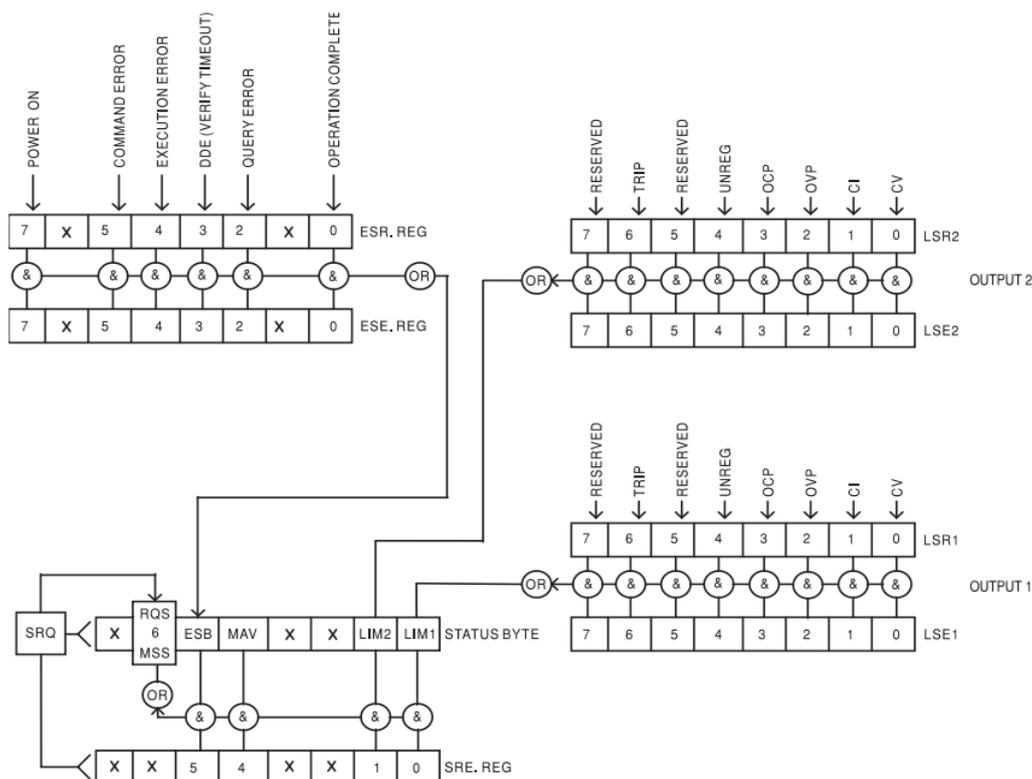 POWER ON
COMMAND ERROR
EXECUTION ERROR
DDE (VERIFY TIMEOUT)
QUERY ERROR
OPERATION COMPLETE
7 X 5 4 3 2 X 0 ESR. REG
& & & & & & OR
7 X 5 4 3 2 X 0 ESE. REG
RESERVED
TRIP
RESERVED
UNREG
OCP
OVP
CI
CV
7 6 5 4 3 2 1 0 LSR2
OR & & & & & & & & OUTPUT 2
7 6 5 4 3 2 1 0 LSE2
RESERVED
TRIP
RESERVED
UNREG
OCP
OVP
CI
CV
7 6 5 4 3 2 1 0 LSR1
OR & & & & & & & & OUTPUT 1
7 6 5 4 3 2 1 0 LSE1
SRQ
X
RQS
6
MSS
ESB MAV X X LIM2 LIM1 STATUS BYTE
OR
& & & &
X X 5 4 X X 1 0 SRE. REG